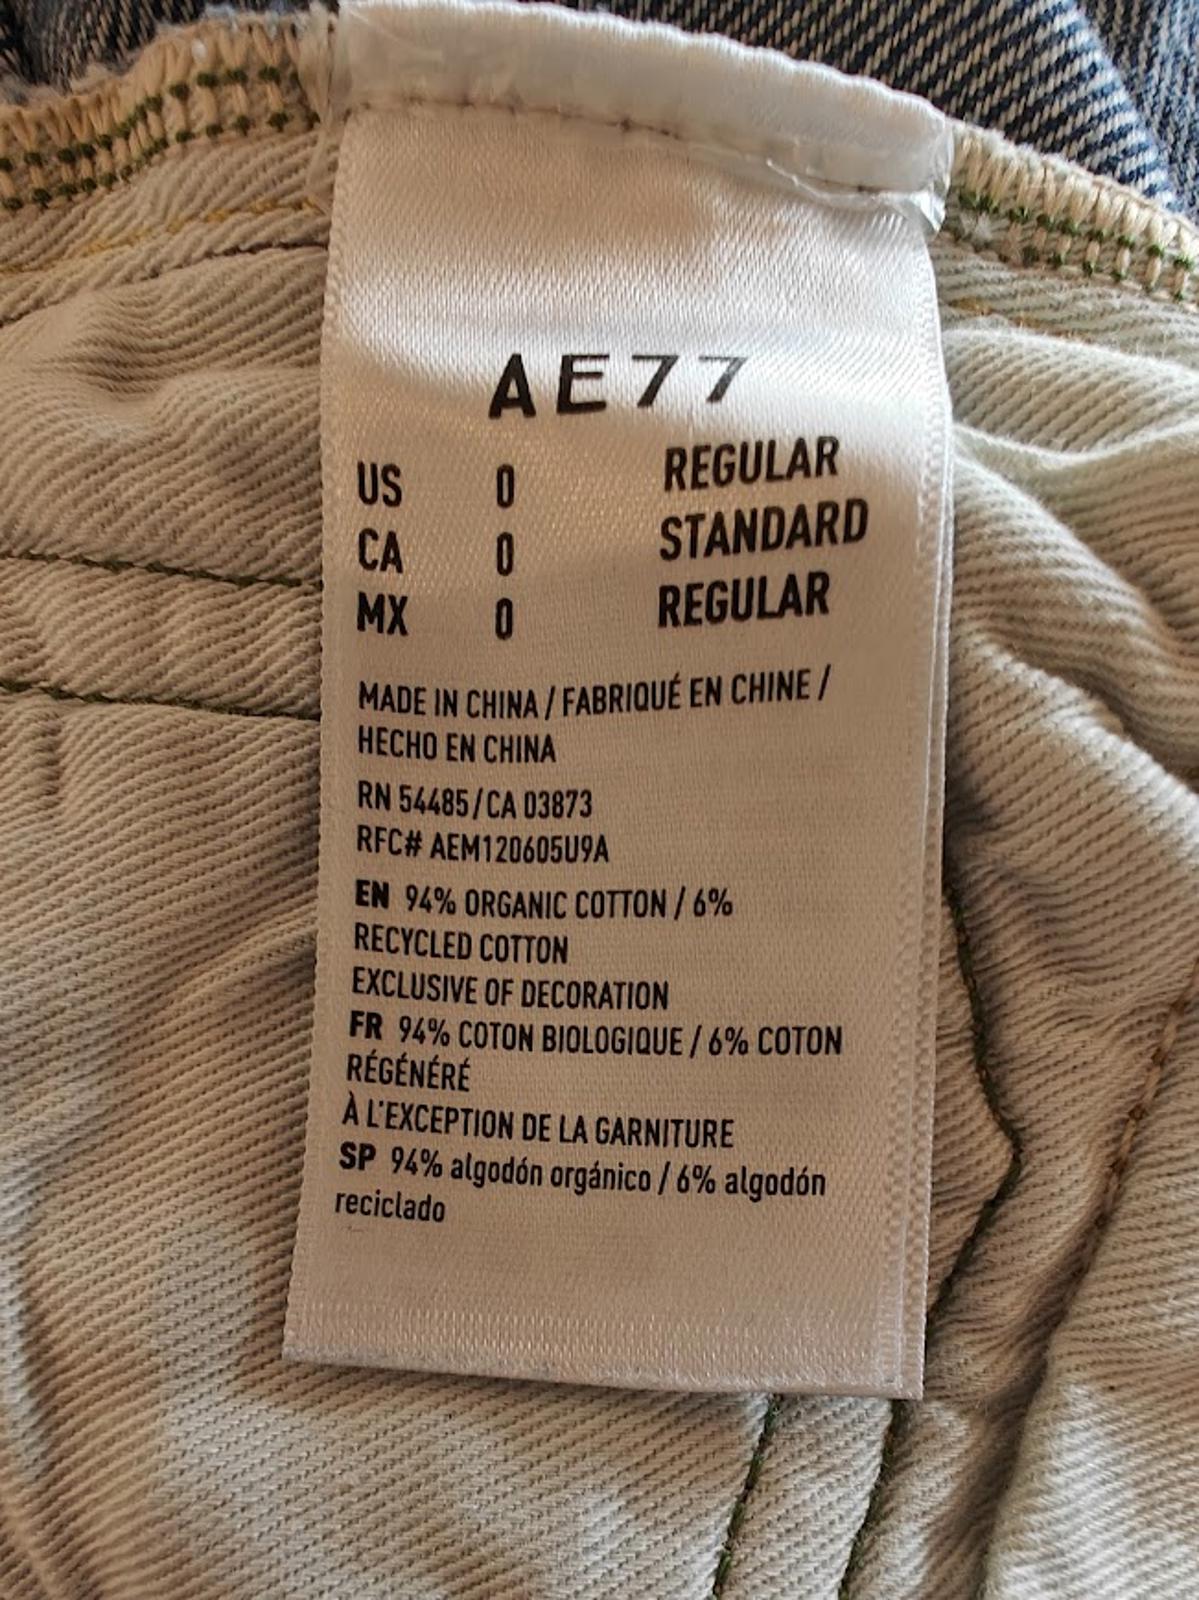 AE77
US 0 REGULAR
CA 0 STANDARD
MX 0 REGULAR
MADE IN CHINA / FABRIQUÉ EN CHINE /
HECHO EN CHINA
RN 54485/CA 03873
RFC# AEM120605U9A
EN 94% ORGANIC COTTON / 6%
RECYCLED COTTON
EXCLUSIVE OF DECORATION
FR 94% COTON BIOLOGIQUE / 6% COTON
RÉGÉNÉRÉ
À L'EXCEPTION DE LA GARNITURE
SP 94% algodón orgánico / 6% algodón
reciclado